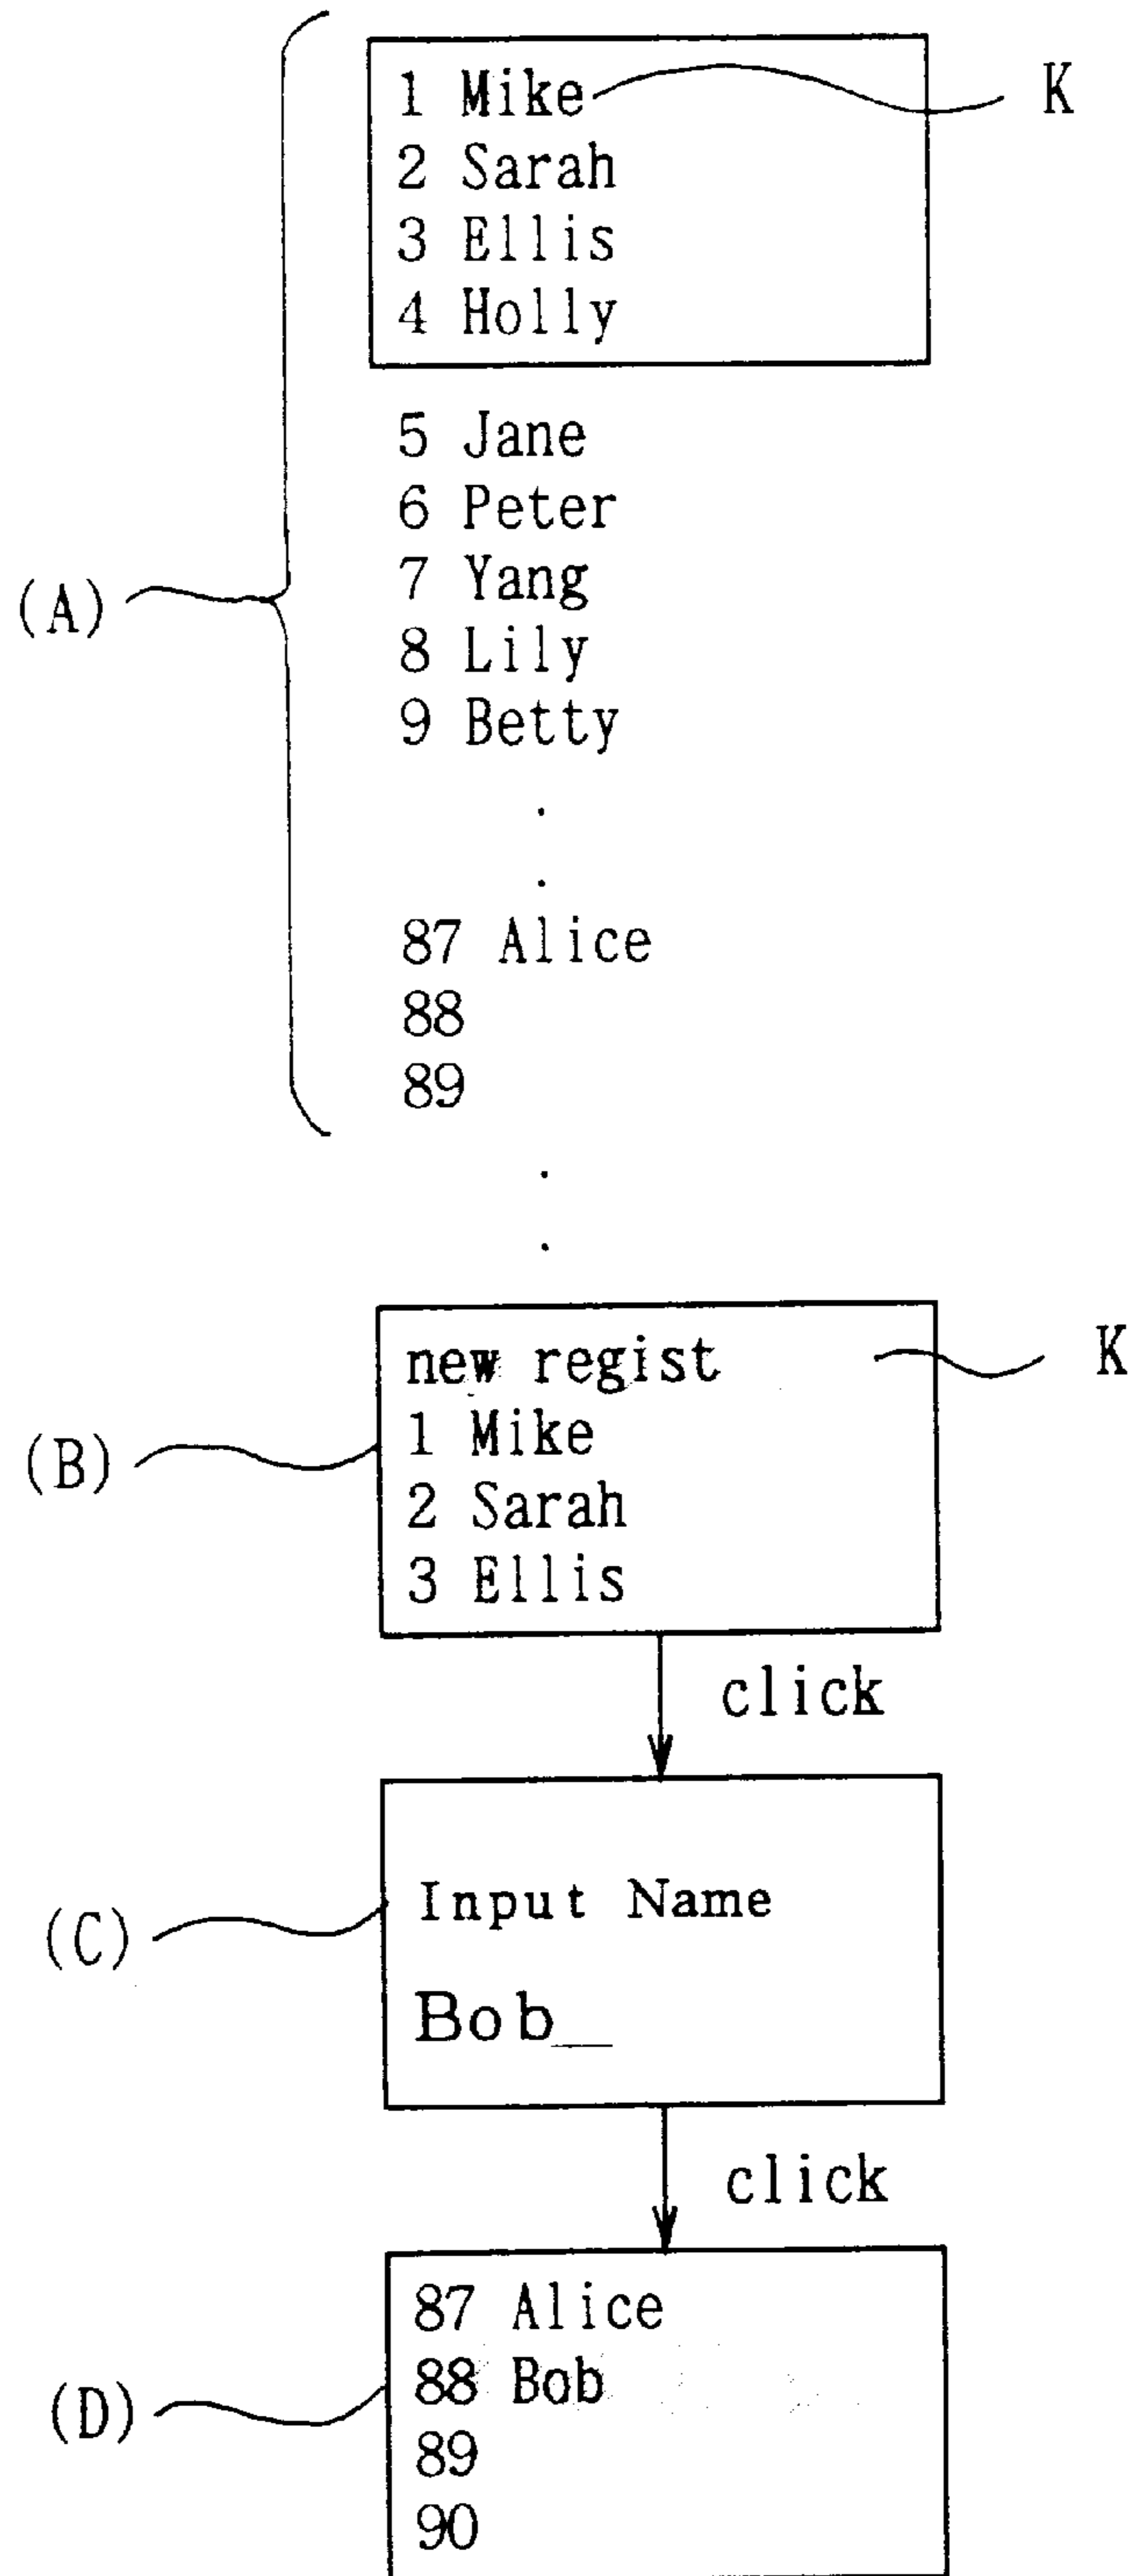 1 Mike
K
2 Sarah
3 Ellis
4 Holly
5 Jane
6 Peter
(A)
7 Yang
8 Lily
9 Betty
.
.
87 Alice
88
89
.
.
new regist
K
1 Mike
(B)
2 Sarah
3 Ellis
click
Input Name
(C)
Bob_
click
87 Alice
88 Bob
(D)
89
90